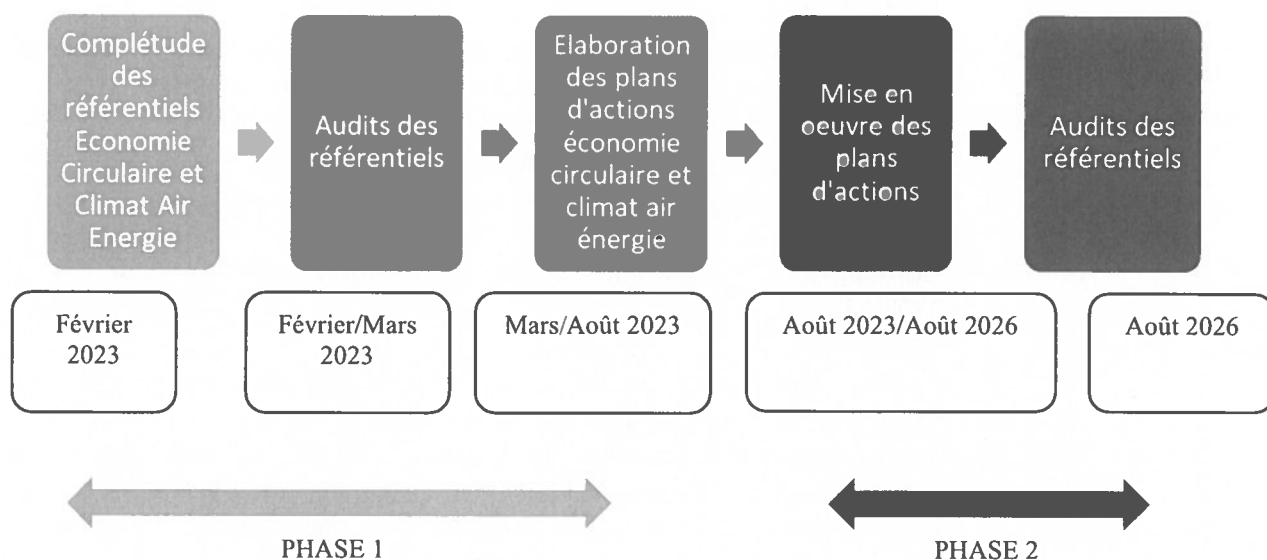 Complétude
des
référentiels
Economie
Circulaire et
Climat Air
Energie
Audits des
référentiels
Elaboration
des plans
d'actions
économie
circulaire et
climat air
énergie
Mise en
oeuvre des
plans
d'actions
Audits des
référentiels
Février
2023
Février/Mars
2023
Mars/Août 2023
Août 2023/Août 2026
Août 2026
PHASE 1
PHASE 2